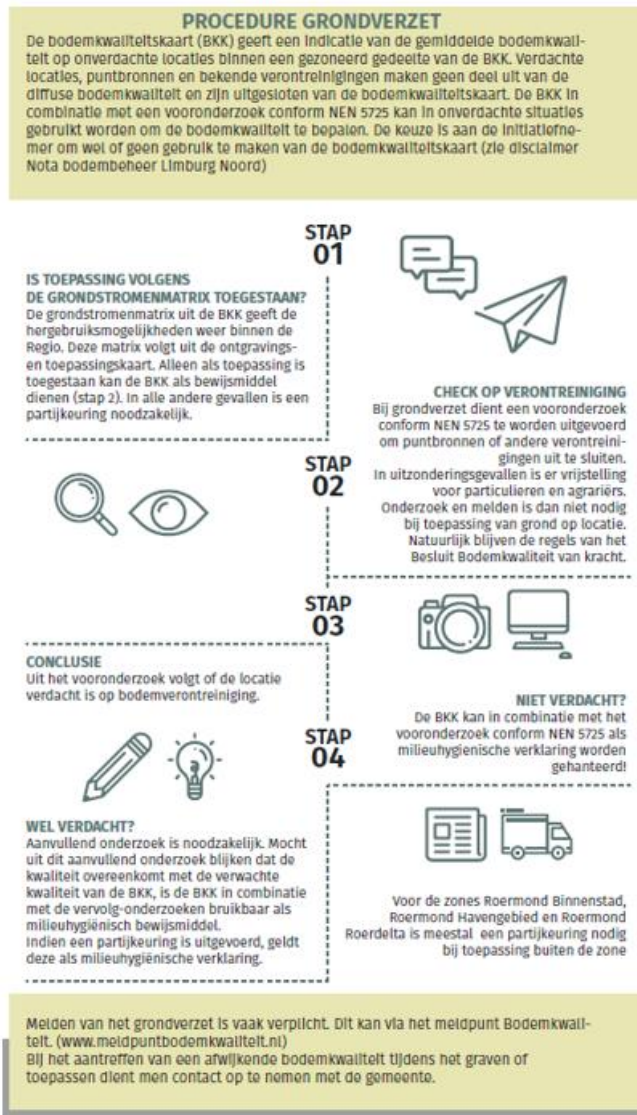 PROCEDURE GRONDVERZET
De bodemkwaliteitskaart (BKK) geeft een indicatie van de gemiddelde bodemkwali-
teit op onverdachte locaties binnen een gezoneerd gedeelte van de BKK. Verdachte
locaties, puntbronnen en bekende verontreinigingen maken geen deel uit van de
diffuse bodemkwaliteit en zijn uitgesloten van de bodemkwaliteitskaart. De BKK in
combinatie met een vooronderzoek conform NEN 5725 kan in onverdachte situaties
gebruikt worden om de bodemkwaliteit te bepalen. De keuze is aan de initiatiefne-
mer om wel of geen gebruik te maken van de bodemkwaliteitskaart (zie disclaimer
Nota bodembeheer Limburg Noord)
STAP
01
IS TOEPASSING VOLGENS
DE GRONDSTROMENMATRIX TOEGESTAAN?
De grondstromenmatrix uit de BKK geeft de
hergebruiksmogelijkheden weer binnen de
Regio. Deze matrix volgt uit de ontgravings-
en toepassingskaart. Alleen als toepassing is
toegestaan kan de BKK als bewijsmiddel
dienen (stap 2). In alle andere gevallen is een
partijkeuring noodzakelijk.
STAP
02
CHECK OP VERONTREINIGING
Bij grondverzet dient een vooronderzoek
conform NEN 5725 te worden uitgevoerd
om puntbronnen of andere verontreini-
gingen uit te sluiten.
In uitzonderingsgevallen is er vrijstelling
voor particulieren en agrariërs.
Onderzoek en melden is dan niet nodig
bij toepassing van grond op locatie.
Natuurlijk blijven de regels van het
Besluit Bodemkwaliteit van kracht.
STAP
03
CONCLUSIE
Uit het vooronderzoek volgt of de locatie
verdacht is op bodemverontreiniging.
STAP
04
NIET VERDACHT?
De BKK kan in combinatie met het
vooronderzoek conform NEN 5725 als
milieuhygienische verklaring worden
gehanteerd!
WEL VERDACHT?
Aanvullend onderzoek is noodzakelijk. Mocht
uit dit aanvullend onderzoek blijken dat de
kwaliteit overeenkomt met de verwachte
kwaliteit van de BKK, is de BKK in combinatie
met de vervolg-onderzoeken bruikbaar als
milieuhygiënisch bewijsmiddel.
Indien een partijkeuring is uitgevoerd, geldt
deze als milieuhygiënische verklaring.
Voor de zones Roermond Binnenstad,
Roermond Havengebied en Roermond
Roerdelta is meestal een partijkeuring nodig
bij toepassing buiten de zone
Melden van het grondverzet is vaak verplicht. Dit kan via het meldpunt Bodemkwali-
teit. (www.meldpuntbodemkwaliteit.nl)
Bij het aantreffen van een afwijkende bodemkwaliteit tijdens het graven of
toepassen dient men contact op te nemen met de gemeente.